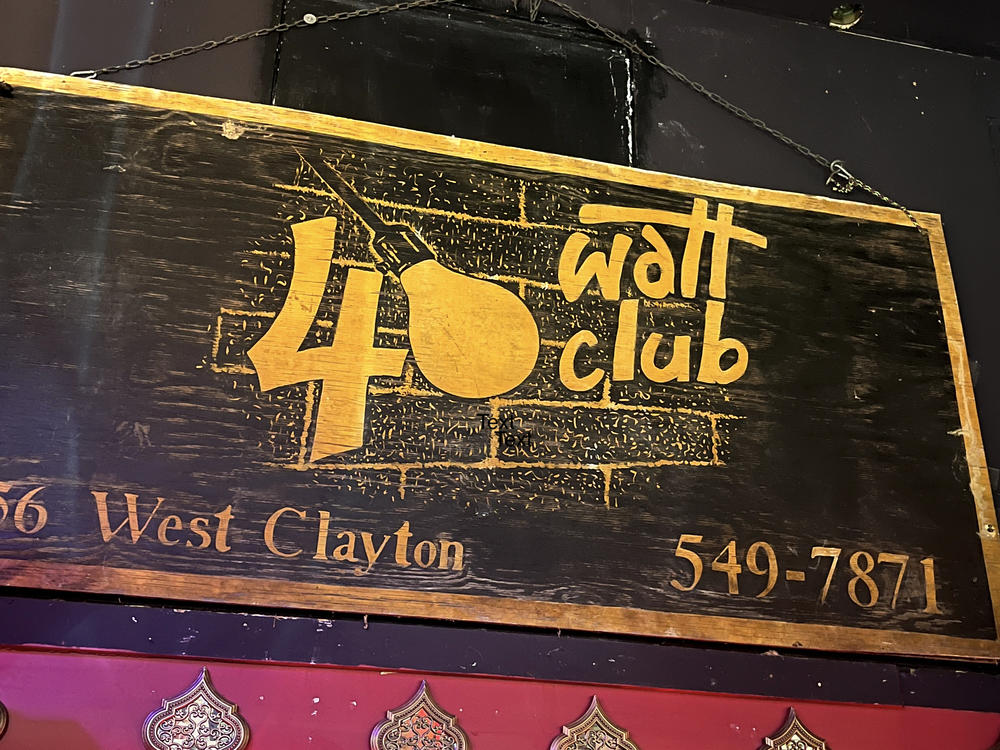 40 watt
club
Text
Text
56 West Clayton
549-7871